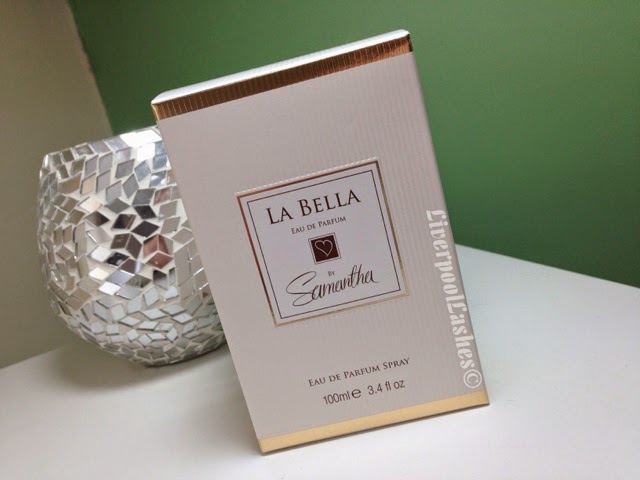 LA BELLA
EAU DE PARFUM
BY
Samantha
EAU DE PARFUM SPRAY
100ml℮ 3.4 fl oz
LiverpoolLashes©